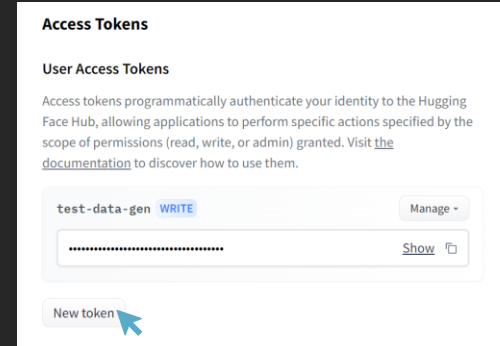 Access Tokens
User Access Tokens
Access tokens programmatically authenticate your identity to the Hugging
Face Hub, allowing applications to perform specific actions specified by the
scope of permissions (read, write, or admin) granted. Visit the
documentation to discover how to use them.
test-data-gen WRITE Manage
•••••••••••••••••••••••••••••••••••••• Show
New token